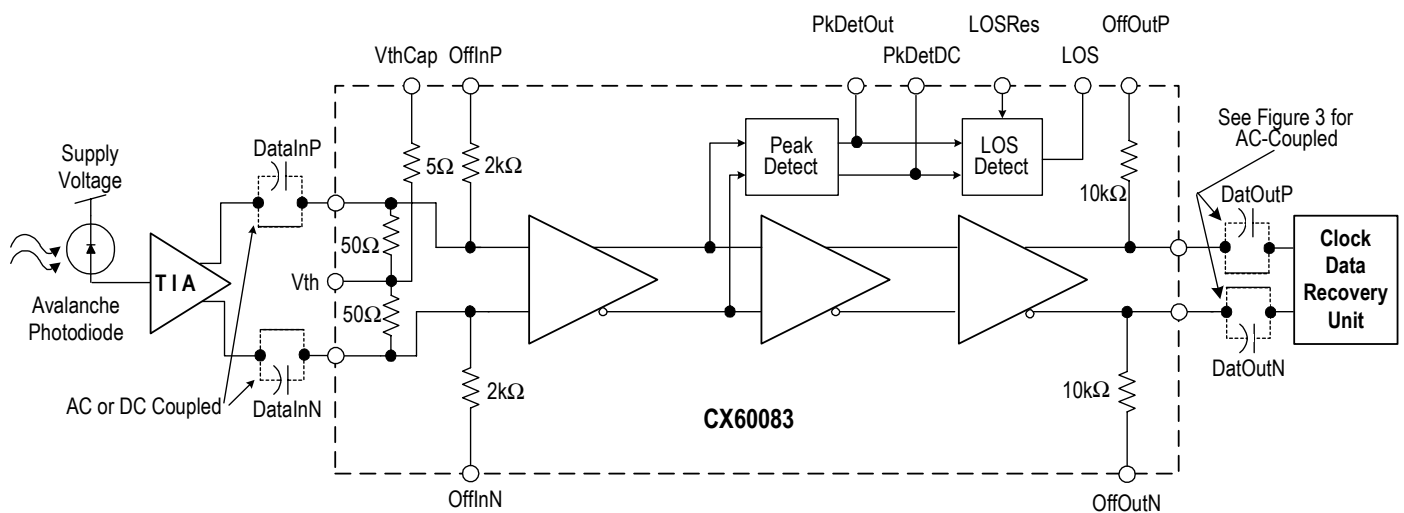 PkDetOut
LOSRes
OffOutP
VthCap
OffInP
PkDetDC
LOS
See Figure 3 for
AC-Coupled
Supply
Voltage
DataInP
5Ω
2kΩ
Peak
Detect
LOS
Detect
10kΩ
DatOutP
50Ω
TIA
Vth
Clock
Data
Recovery
Unit
Avalanche
Photodiode
50Ω
2kΩ
10kΩ
DatOutN
AC or DC Coupled
DataInN
CX60083
OffInN
OffOutN